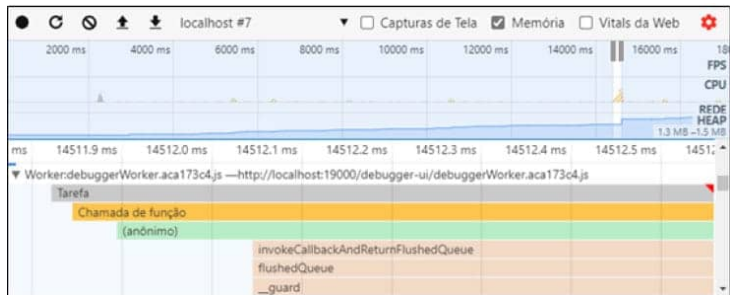 localhost #7 Capturas de Tela Memória Vitals da Web
2000 ms 4000 ms 6000 ms 8000 ms 10000 ms 12000 ms 14000 ms 16000 ms 18
FPS
CPU
REDE
HEAP
1.3 MB –1.5 MB
ms 14511.9 ms 14512.0 ms 14512.1 ms 14512.2 ms 14512.3 ms 14512.4 ms 14512.5 ms 14512
Worker:debuggerWorker.aca173c4.js —http://localhost:19000/debugger-ui/debuggerWorker.aca173c4.js
Tarefa
Chamada de função
(anônimo)
invokeCallbackAndReturnFlushedQueue
flushedQueue
__guard